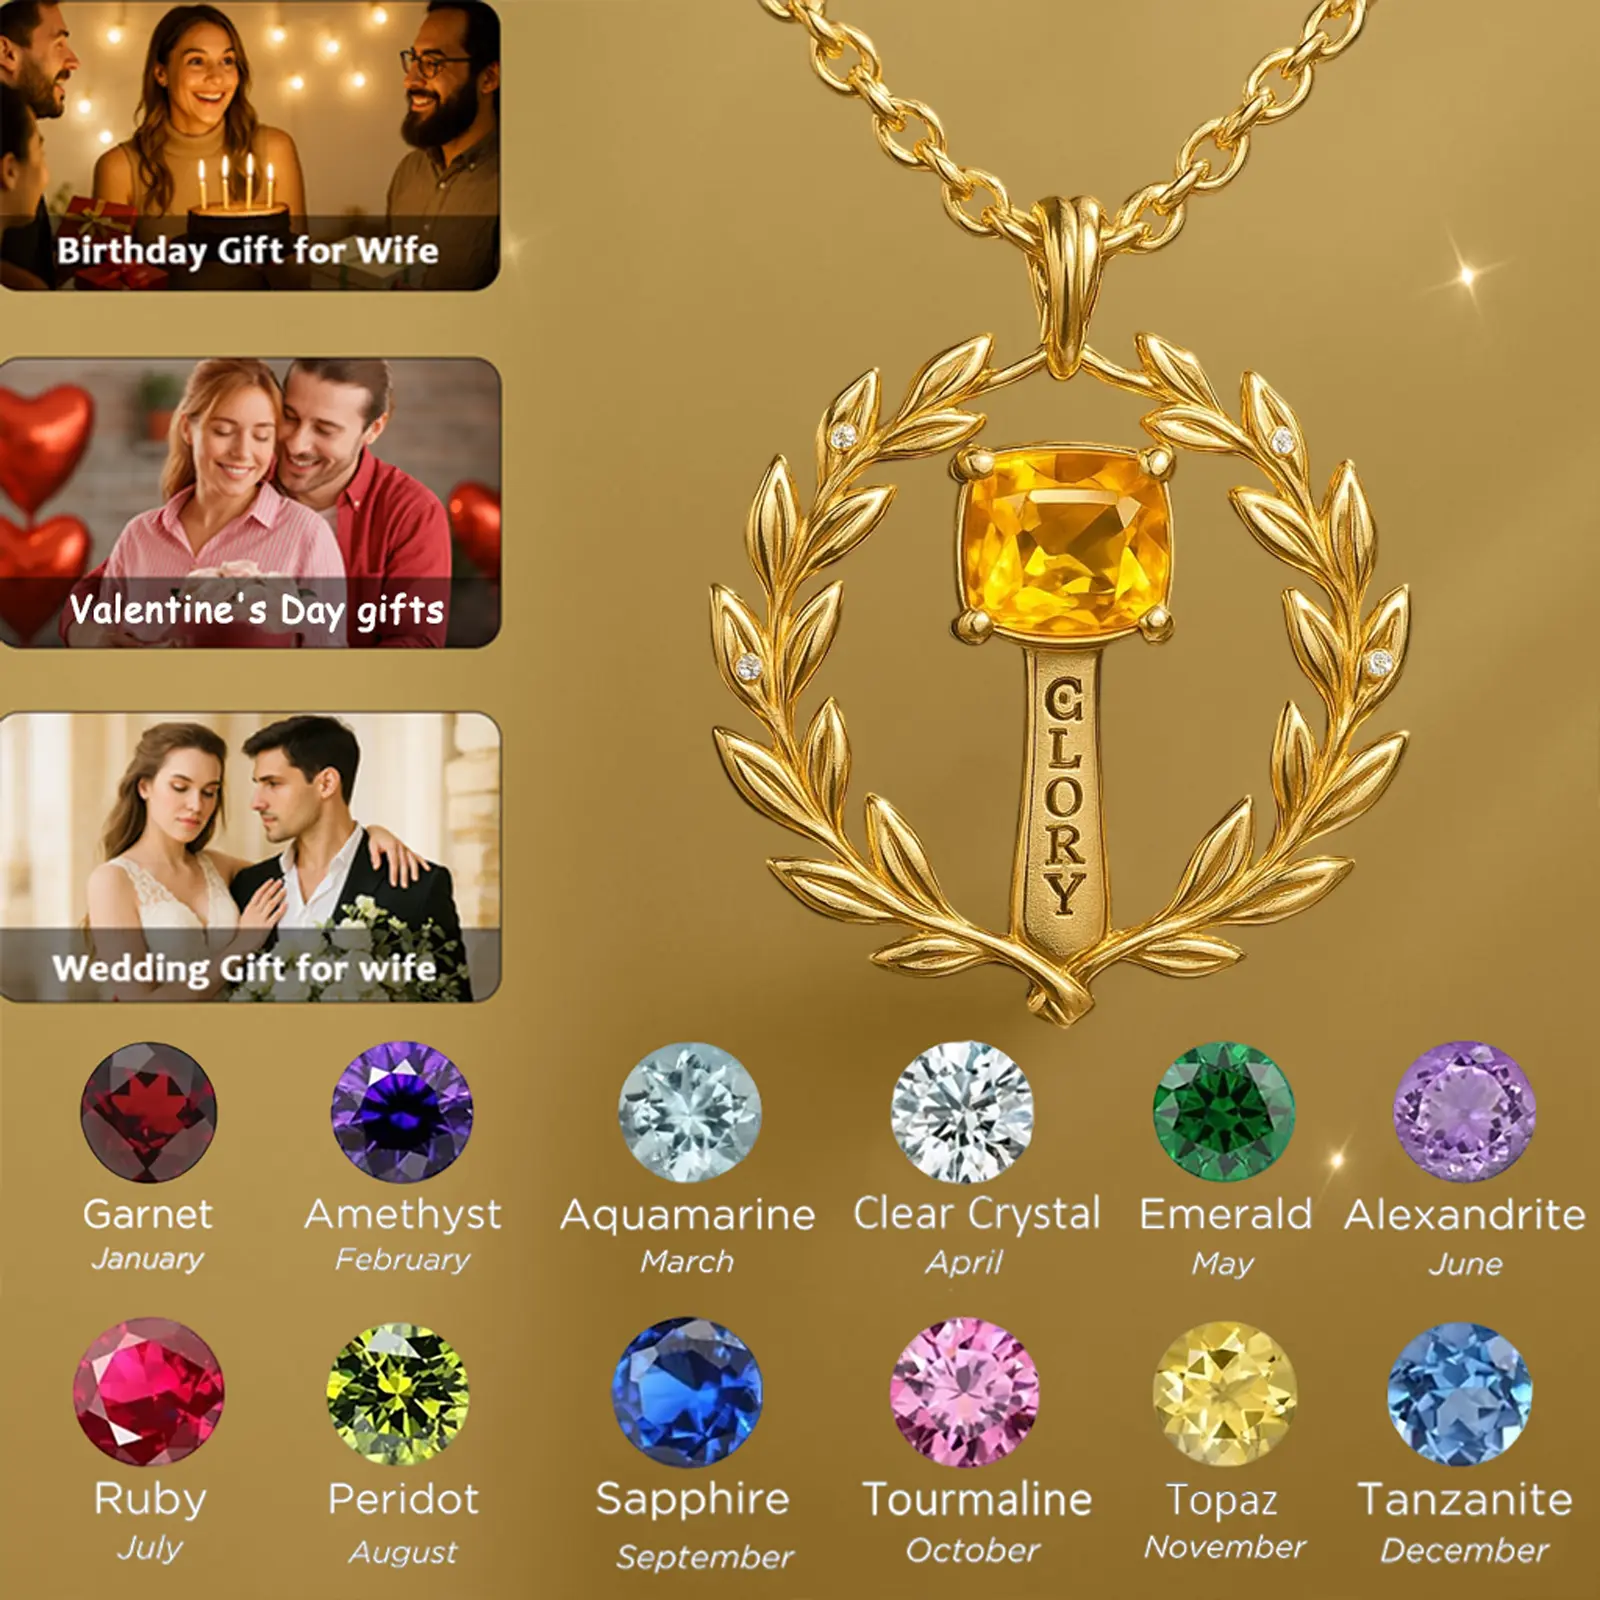 Birthday Gift for Wife
Valentine's Day gifts
Wedding Gift for wife
GLORY
Garnet
January
Amethyst
February
Aquamarine
March
Clear Crystal
April
Emerald
May
Alexandrite
June
Ruby
July
Peridot
August
Sapphire
September
Tourmaline
October
Topaz
November
Tanzanite
December